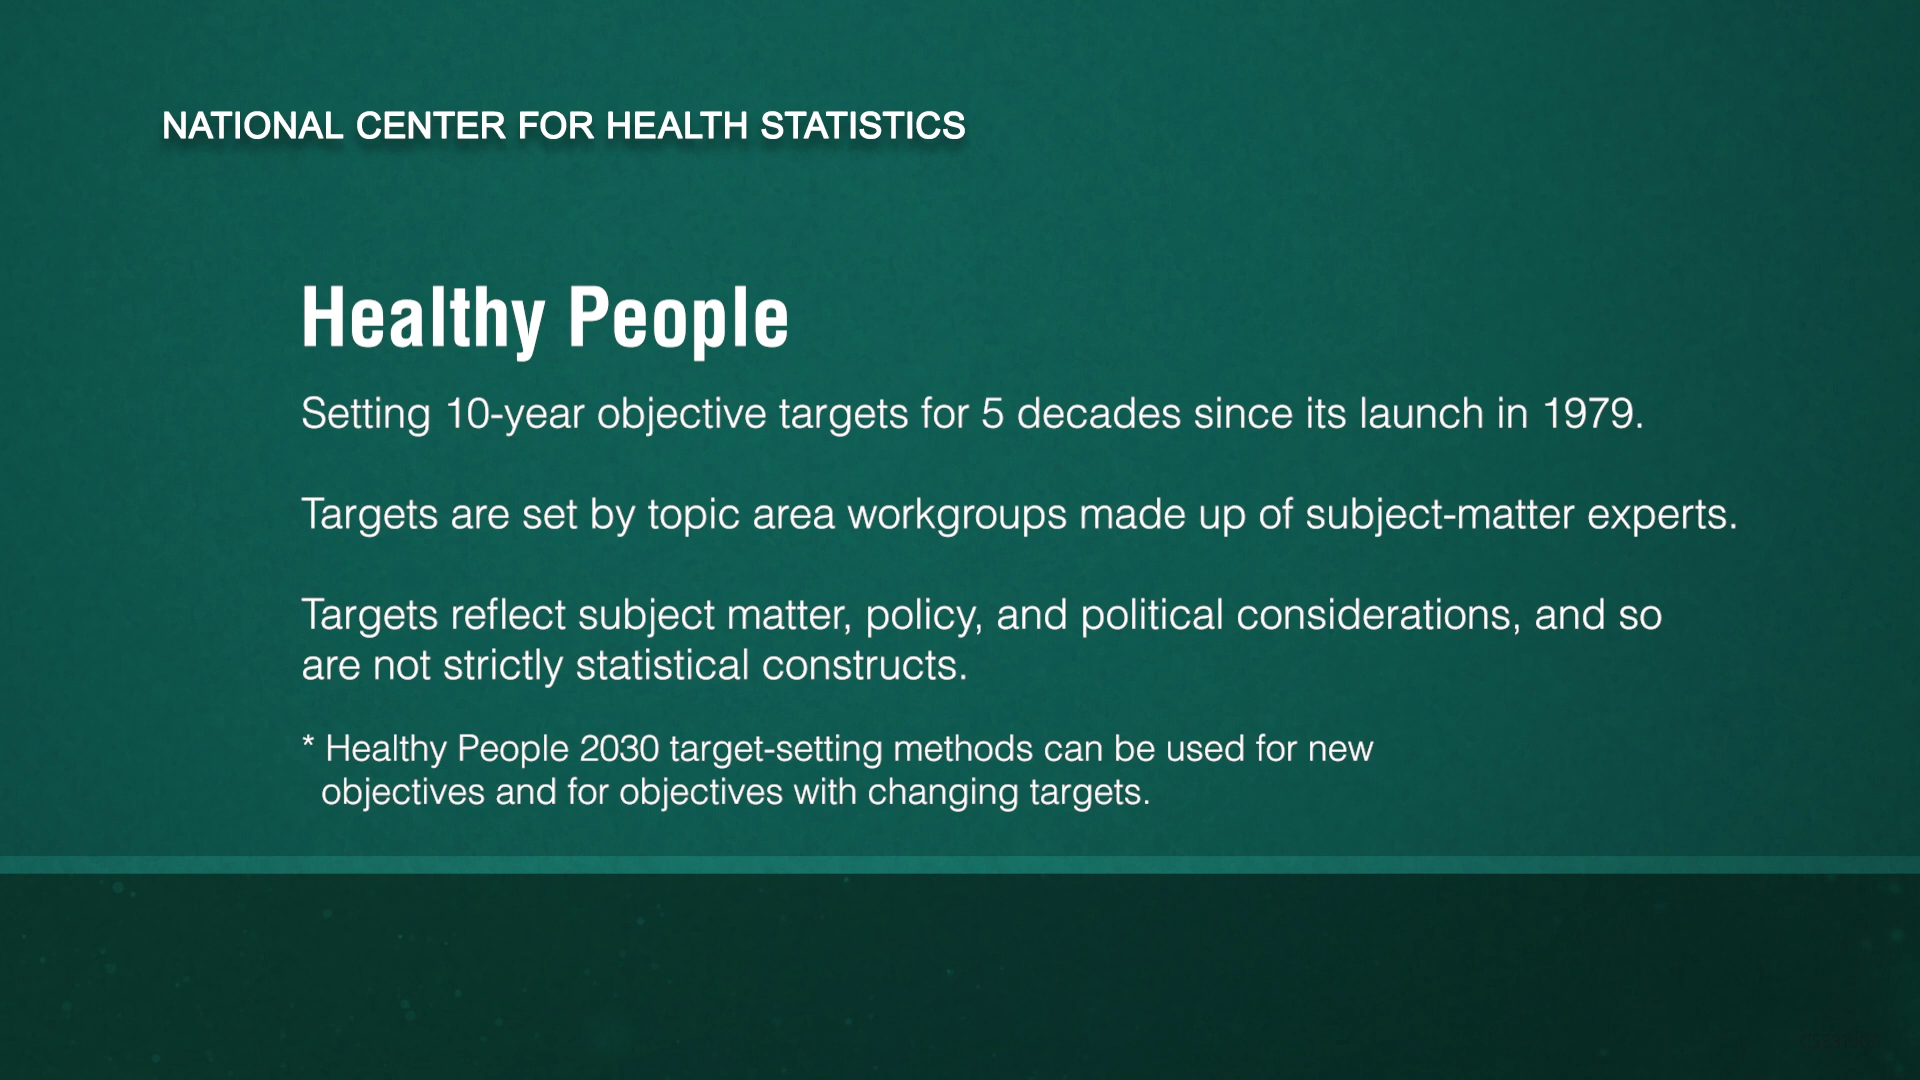 NATIONAL CENTER FOR HEALTH STATISTICS
Healthy People
Setting 10-year objective targets for 5 decades since its launch in 1979.
Targets are set by topic area workgroups made up of subject-matter experts.
Targets reflect subject matter, policy, and political considerations, and so
are not strictly statistical constructs.
* Healthy People 2030 target-setting methods can be used for new
objectives and for objectives with changing targets.